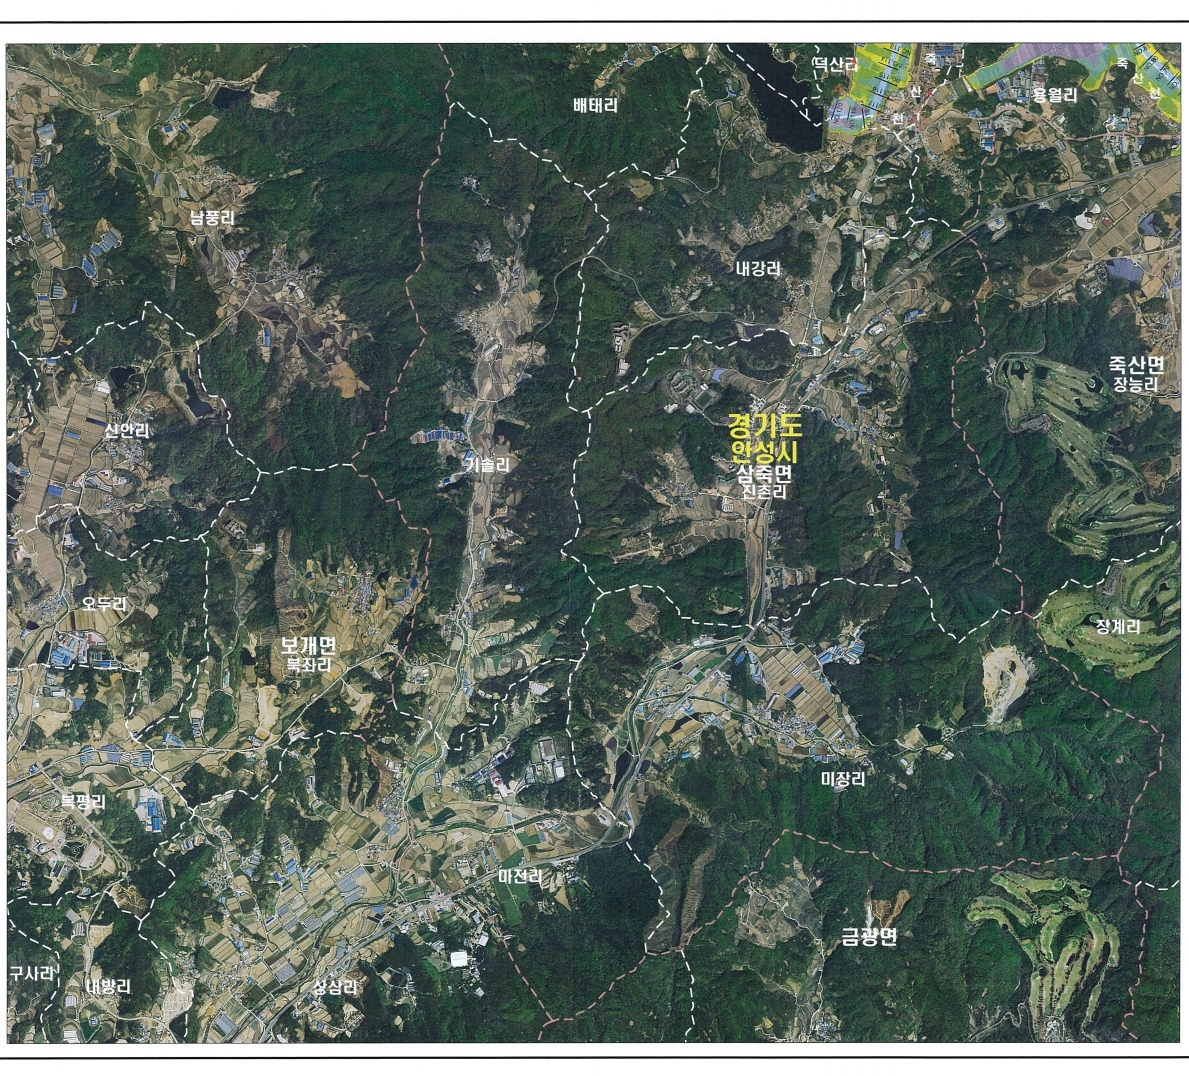 덕산리
죽
산
천
죽
산
천
용월리
배태리
남풍리
내강리
죽산면
장능리
신안리
경기도
안성시
삼죽면
진촌리
기솔리
오두리
보개면
북좌리
장계리
미장리
복평리
마전리
금광면
구사리
내방리
상삼리